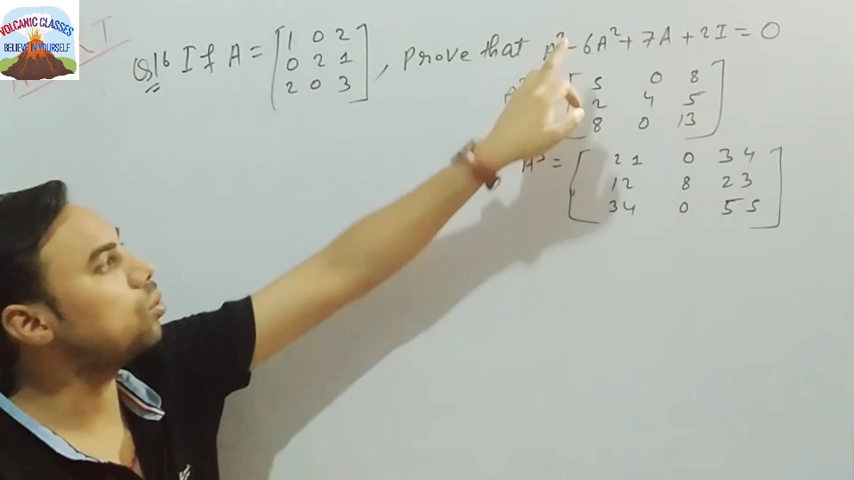 VOLCANIC CLASSES
BELIEVE IN YOURSELF
T
Q16 If A = [1 0 2
0 2 1
2 0 3], Prove that A³-6A²+7A+2I=0
5 0 8
2 4 5
8 0 13
A³ = [21 0 34
12 8 23
34 0 55]